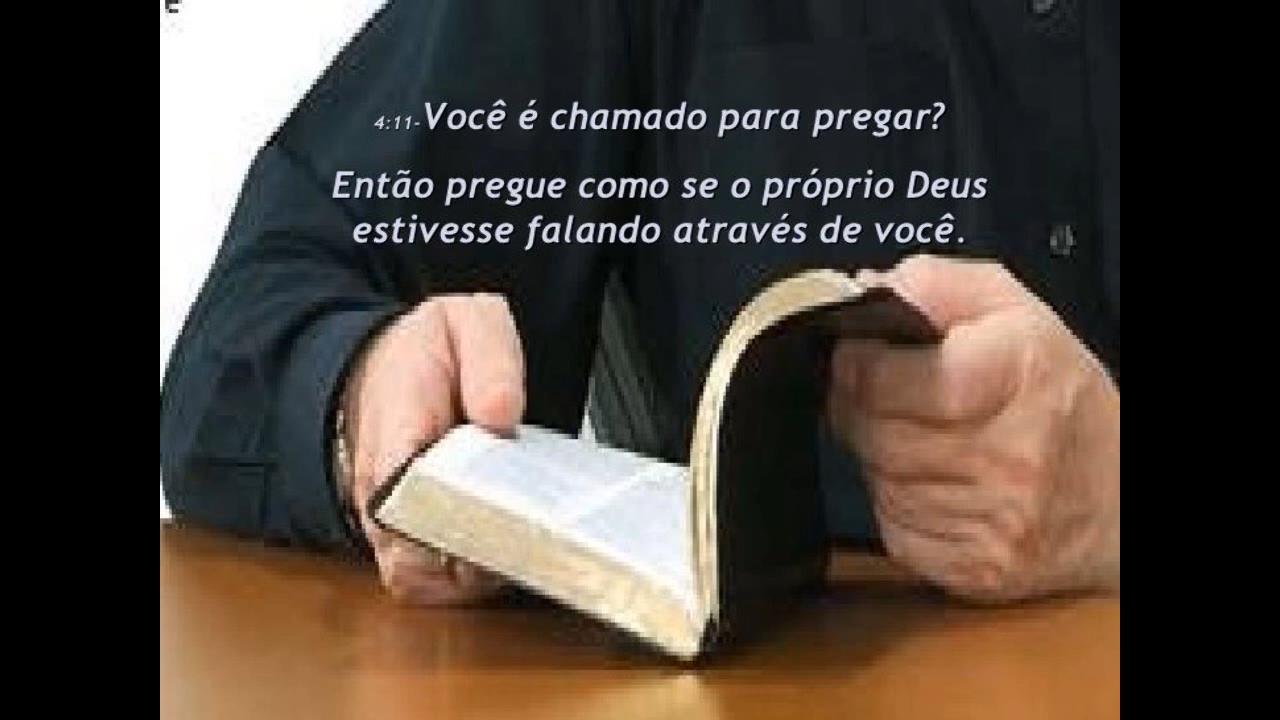 4:11-Você é chamado para pregar?
Então pregue como se o próprio Deus
estivesse falando através de você.